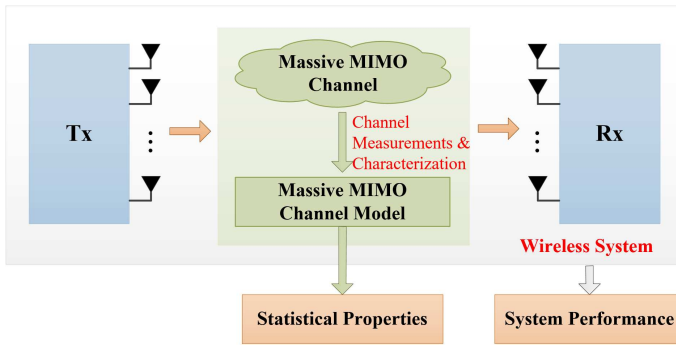 Massive MIMO
Channel
Tx
Channel
Measurements &
Characterization
Rx
Massive MIMO
Channel Model
Wireless System
Statistical Properties
System Performance